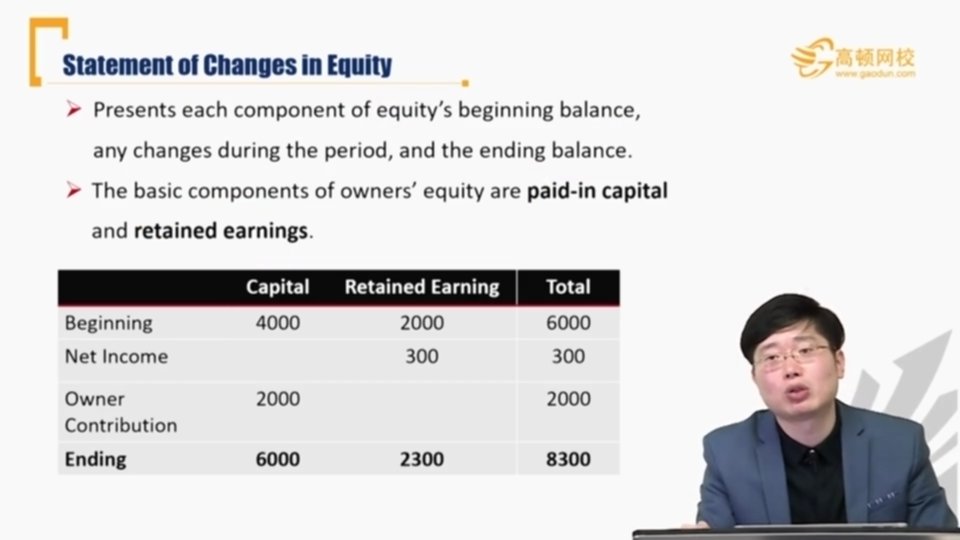 Statement of Changes in Equity
高顿网校
www.gaodun.com
Presents each component of equity's beginning balance,
any changes during the period, and the ending balance.
The basic components of owners' equity are paid-in capital
and retained earnings.
Capital Retained Earning Total
Beginning 4000 2000 6000
Net Income 300 300
Owner 2000 2000
Contribution
Ending 6000 2300 8300